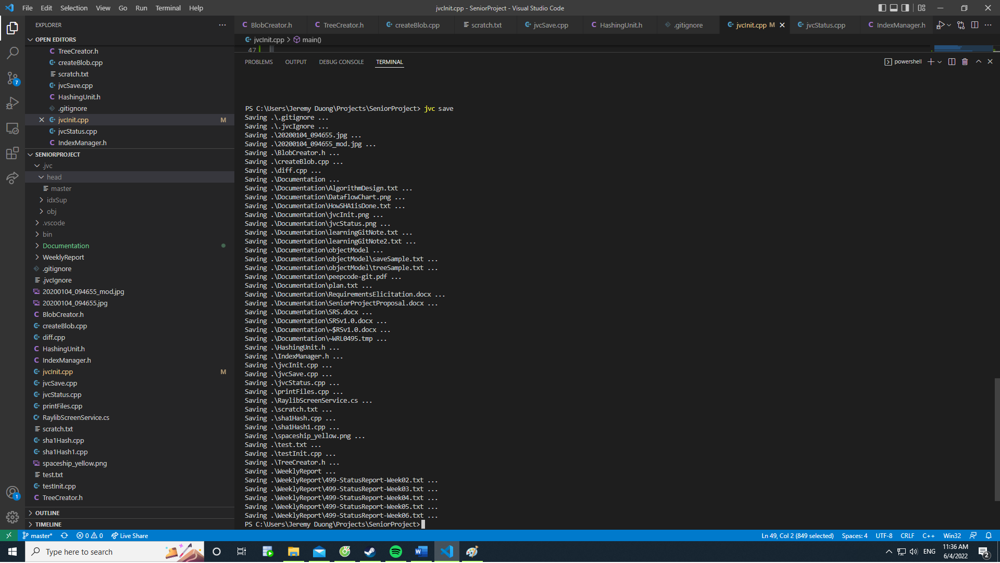 File Edit Selection View Go Run Terminal Help
jvcInit.cpp - SeniorProject - Visual Studio Code
EXPLORER
OPEN EDITORS
TreeCreator.h
createBlob.cpp
scratch.txt
jvcSave.cpp
HashingUnit.h
.gitignore
jvcInit.cpp M
jvcStatus.cpp
IndexManager.h
SENIORPROJECT
.jvc
head
master
idxSup
obj
.vscode
bin
Documentation
WeeklyReport
.gitignore
.jvcIgnore
20200104_094655_mod.jpg
20200104_094655.jpg
BlobCreator.h
createBlob.cpp
diff.cpp
HashingUnit.h
IndexManager.h
jvcInit.cpp M
jvcSave.cpp
jvcStatus.cpp
printFiles.cpp
RaylibScreenService.cs
scratch.txt
sha1Hash.cpp
sha1Hash1.cpp
spaceship_yellow.png
test.txt
testInit.cpp
TreeCreator.h
OUTLINE
TIMELINE
7
1
BlobCreator.h TreeCreator.h createBlob.cpp scratch.txt jvcSave.cpp HashingUnit.h .gitignore jvcInit.cpp M jvcStatus.cpp IndexManager.h
jvcInit.cpp > main()
47
PROBLEMS OUTPUT DEBUG CONSOLE TERMINAL
powershell
PS C:\Users\Jeremy Duong\Projects\SeniorProject> jvc save
Saving .\.gitignore ...
Saving .\.jvcIgnore ...
Saving .\20200104_094655.jpg ...
Saving .\20200104_094655_mod.jpg ...
Saving .\BlobCreator.h ...
Saving .\createBlob.cpp ...
Saving .\diff.cpp ...
Saving .\Documentation ...
Saving .\Documentation\AlgorithmDesign.txt ...
Saving .\Documentation\DataflowChart.png ...
Saving .\Documentation\HowSHA1isDone.txt ...
Saving .\Documentation\jvcInit.png ...
Saving .\Documentation\jvcStatus.png ...
Saving .\Documentation\learningGitNote.txt ...
Saving .\Documentation\learningGitNote2.txt ...
Saving .\Documentation\objectModel ...
Saving .\Documentation\objectModel\saveSample.txt ...
Saving .\Documentation\objectModel\treeSample.txt ...
Saving .\Documentation\peepcode-git.pdf ...
Saving .\Documentation\plan.txt ...
Saving .\Documentation\RequirementsElicitation.docx ...
Saving .\Documentation\SeniorProjectProposal.docx ...
Saving .\Documentation\SRS.docx ...
Saving .\Documentation\SRSv1.0.docx ...
Saving .\Documentation\~$RSv1.0.docx ...
Saving .\Documentation\~WRL0495.tmp ...
Saving .\HashingUnit.h ...
Saving .\IndexManager.h ...
Saving .\jvcInit.cpp ...
Saving .\jvcSave.cpp ...
Saving .\jvcStatus.cpp ...
Saving .\printFiles.cpp ...
Saving .\RaylibScreenService.cs ...
Saving .\scratch.txt ...
Saving .\sha1Hash.cpp ...
Saving .\sha1Hash1.cpp ...
Saving .\spaceship_yellow.png ...
Saving .\test.txt ...
Saving .\testInit.cpp ...
Saving .\TreeCreator.h ...
Saving .\WeeklyReport ...
Saving .\WeeklyReport\499-StatusReport-Week02.txt ...
Saving .\WeeklyReport\499-StatusReport-Week03.txt ...
Saving .\WeeklyReport\499-StatusReport-Week04.txt ...
Saving .\WeeklyReport\499-StatusReport-Week05.txt ...
Saving .\WeeklyReport\499-StatusReport-Week06.txt ...
PS C:\Users\Jeremy Duong\Projects\SeniorProject>
master* 0 0 Live Share Ln 49, Col 2 (849 selected) Spaces: 4 UTF-8 CRLF C++ Win32
Type here to search
ENG
11:36 AM
6/4/2022
2